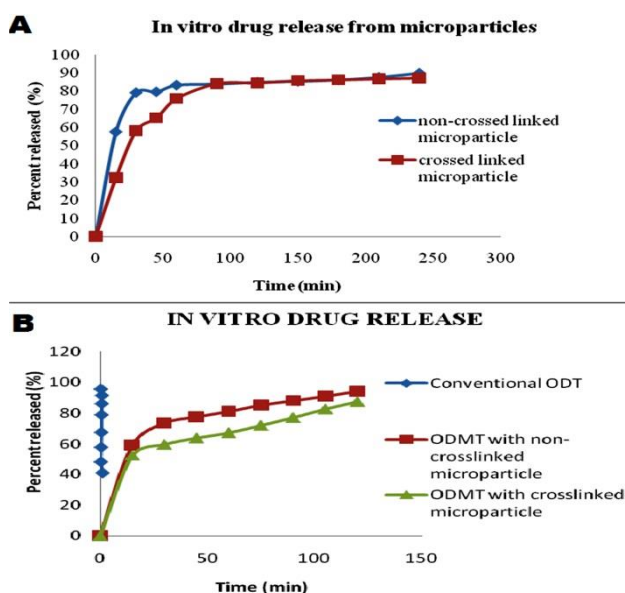 A
In vitro drug release from microparticles
Percent released (%)
100
90
80
70
60
50
40
30
20
10
0
0 50 100 150 200 250 300
Time (min)
non-crossed linked
microparticle
crossed linked
microparticle
B
IN VITRO DRUG RELEASE
Percent released (%)
120
100
80
60
40
20
0
0 50 100 150
Time (min)
Conventional ODT
ODMT with non-
crosslinked
microparticle
ODMT with crosslinked
microparticle